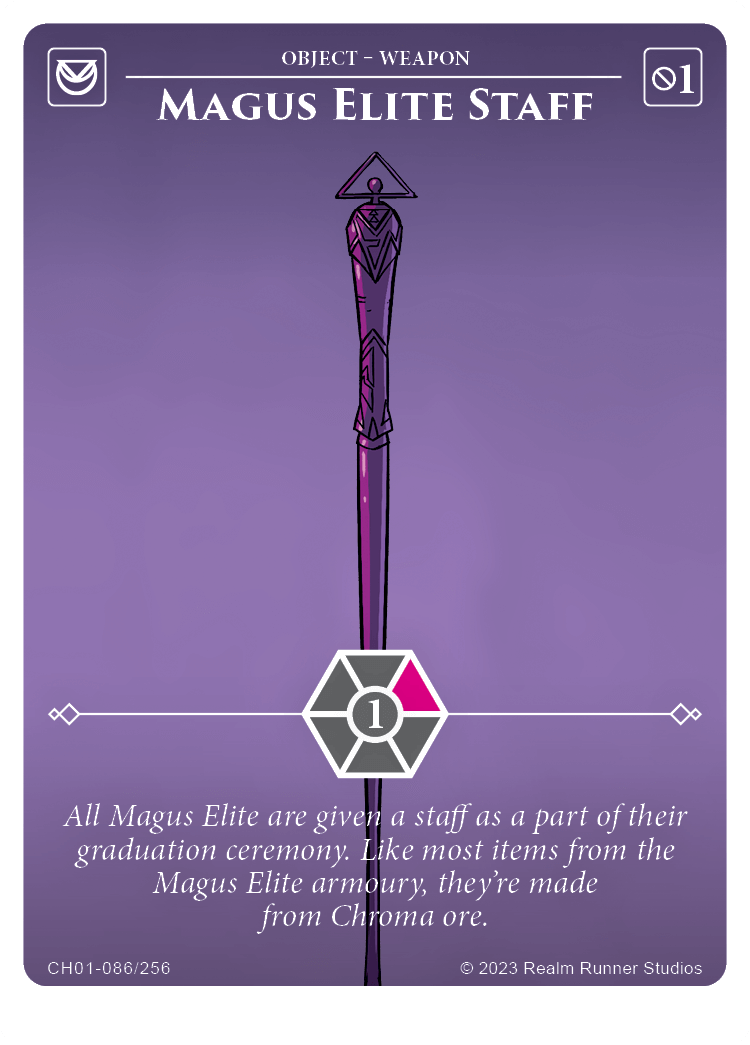 OBJECT – WEAPON
MAGUS ELITE STAFF
1
1
All Magus Elite are given a staff as a part of their
graduation ceremony. Like most items from the
Magus Elite armoury, they’re made
from Chroma ore.
CH01-086/256
© 2023 Realm Runner Studios